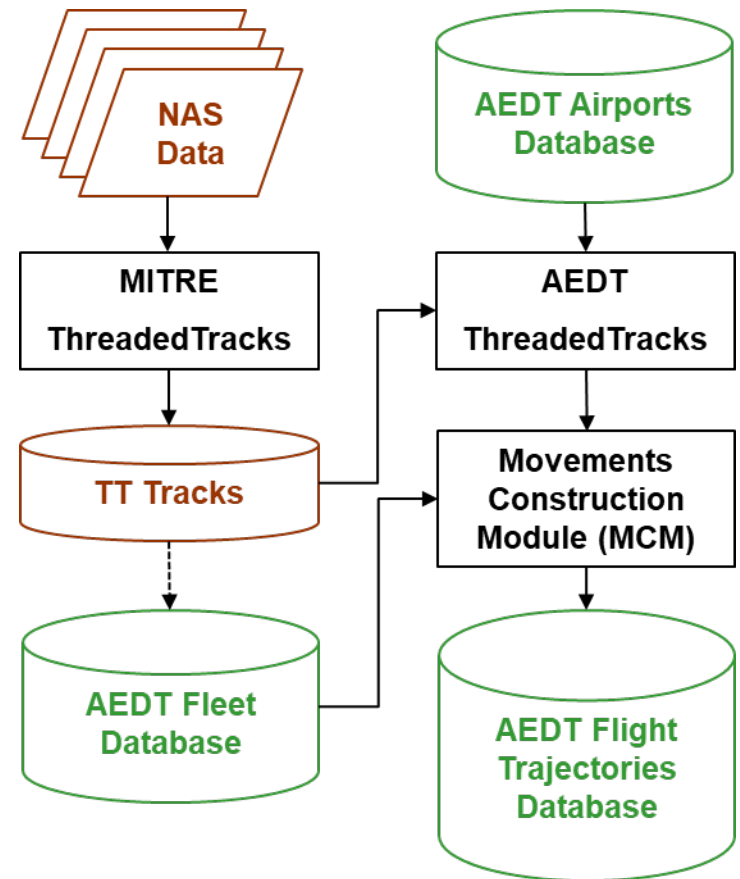 NAS
Data
AEDT Airports
Database
MITRE
ThreadedTracks
AEDT
ThreadedTracks
TT Tracks
Movements
Construction
Module (MCM)
AEDT Fleet
Database
AEDT Flight
Trajectories
Database